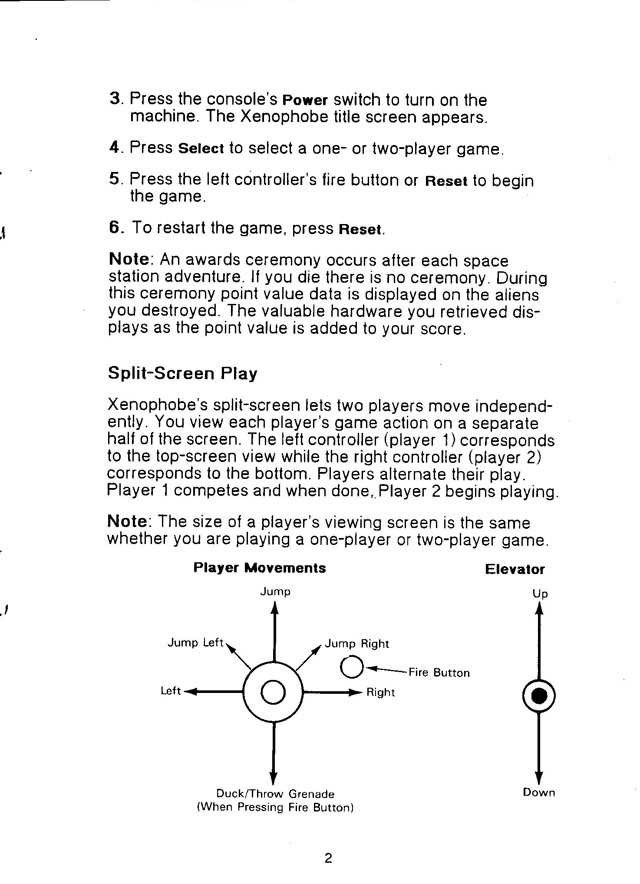 3. Press the console's Power switch to turn on the
machine. The Xenophobe title screen appears.
4. Press Select to select a one- or two-player game.
5. Press the left controller's fire button or Reset to begin
the game.
6. To restart the game, press Reset.
Note: An awards ceremony occurs after each space
station adventure. If you die there is no ceremony. During
this ceremony point value data is displayed on the aliens
you destroyed. The valuable hardware you retrieved dis-
plays as the point value is added to your score.
Split-Screen Play
Xenophobe's split-screen lets two players move independ-
ently. You view each player's game action on a separate
half of the screen. The left controller (player 1) corresponds
to the top-screen view while the right controller (player 2)
corresponds to the bottom. Players alternate their play.
Player 1 competes and when done, Player 2 begins playing.
Note: The size of a player's viewing screen is the same
whether you are playing a one-player or two-player game.
Player Movements
Jump
Jump Left
Jump Right
Fire Button
Left
Right
Duck/Throw Grenade
(When Pressing Fire Button)
Elevator
Up
Down
2